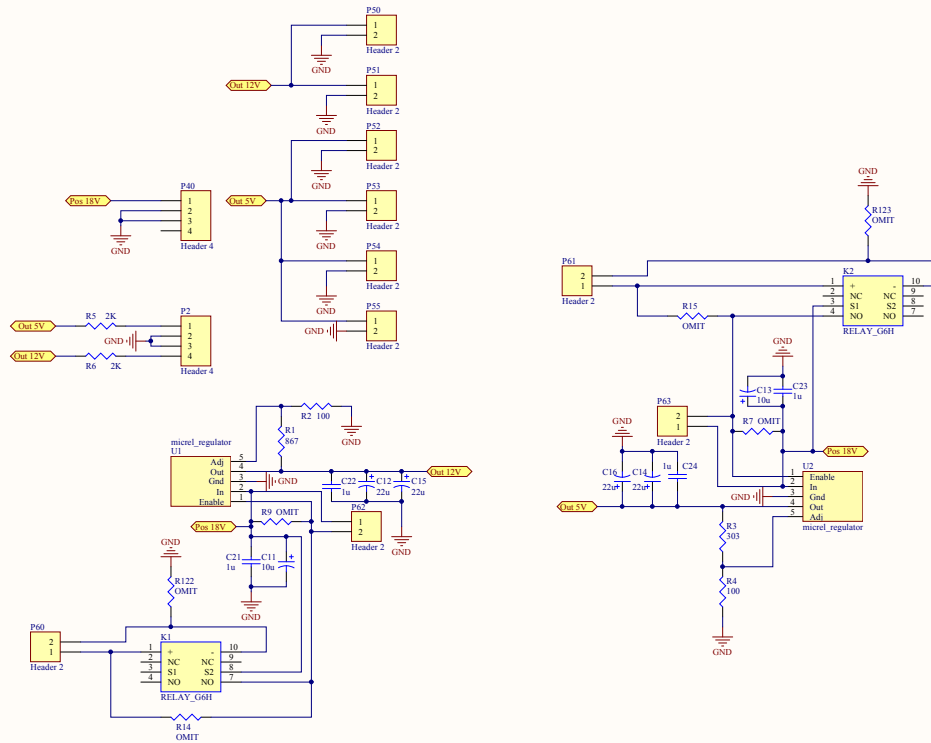 P50
1
2
Header 2
GND
P51
Out 12V
1
2
Header 2
GND
P52
1
2
Header 2
GND
P40
Pos 18V
1
2
3
4
Header 4
GND
P53
Out 5V
1
2
Header 2
GND
P54
1
2
Header 2
GND
P55
1
2
GND
Header 2
R5 2K
P2
Out 5V
1
GND
2
3
Out 12V
4
R6 2K
Header 4
R2 100
GND
R1
867
micrel_regulator
U1
Adj 5
Out 4
Gnd 3
In 2
Enable 1
GND
Out 12V
C22
1u
C12
22u
C15
22u
P62
1
2
Header 2
GND
R9 OMIT
Pos 18V
C21
1u
C11
10u
+
+
+
GND
GND
R122
OMIT
P60
2
1
Header 2
K1
1 + - 10
2 NC NC 9
3 S1 S2 8
4 NO NO 7
RELAY_G6H
R14
OMIT
GND
R123
OMIT
P61
2
1
Header 2
K2
1 + - 10
2 NC NC 9
3 S1 S2 8
4 NO NO 7
RELAY_G6H
R15
OMIT
GND
C13
10u
+
C23
1u
P63
2
1
Header 2
R7 OMIT
Pos 18V
GND
C16
22u
+
C14
22u
+
1u
C24
Out 5V
U2
1 Enable
2 In
3 Gnd
4 Out
5 Adj
micrel_regulator
GND
R3
303
R4
100
GND